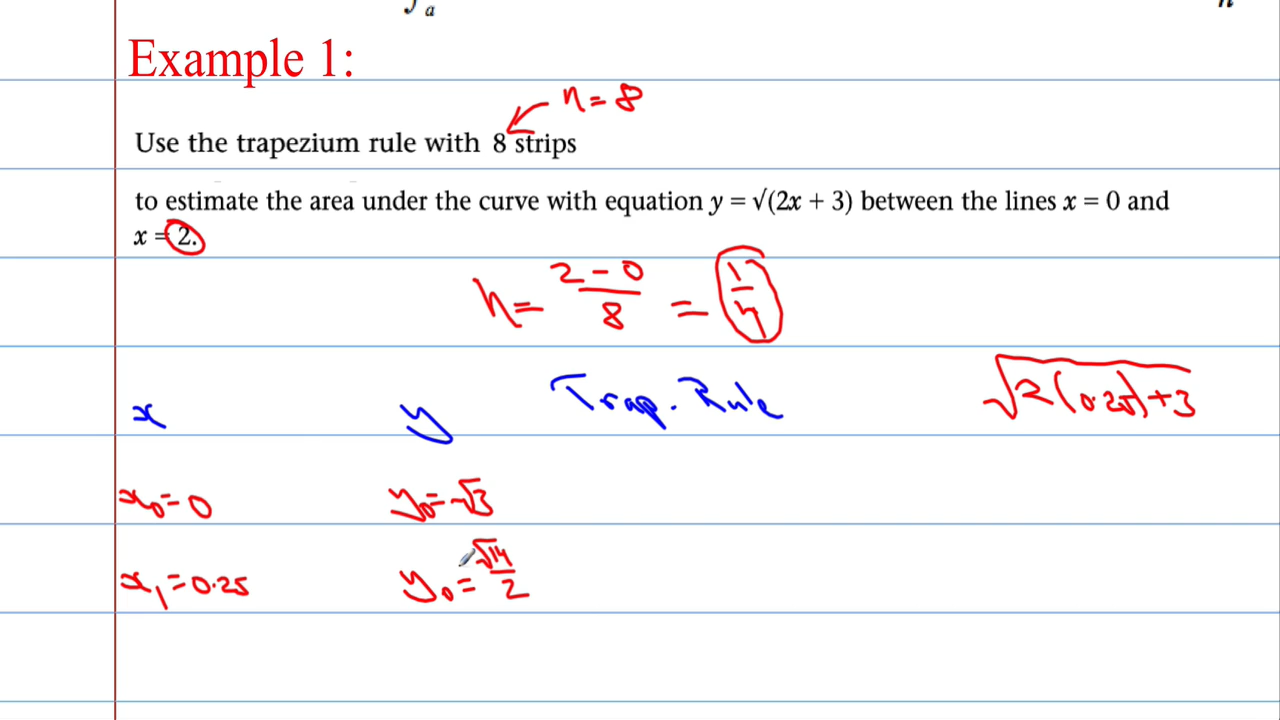 a n
Example 1:
n = 8
Use the trapezium rule with 8 strips
to estimate the area under the curve with equation y = √(2x + 3) between the lines x = 0 and
x = 2.
h = 2 - 0 / 8 = 1/4
x y Trap. Rule √2(0.25)+3
x₀ = 0 y₀ = √3
x₁ = 0.25 y₀ = √14/2